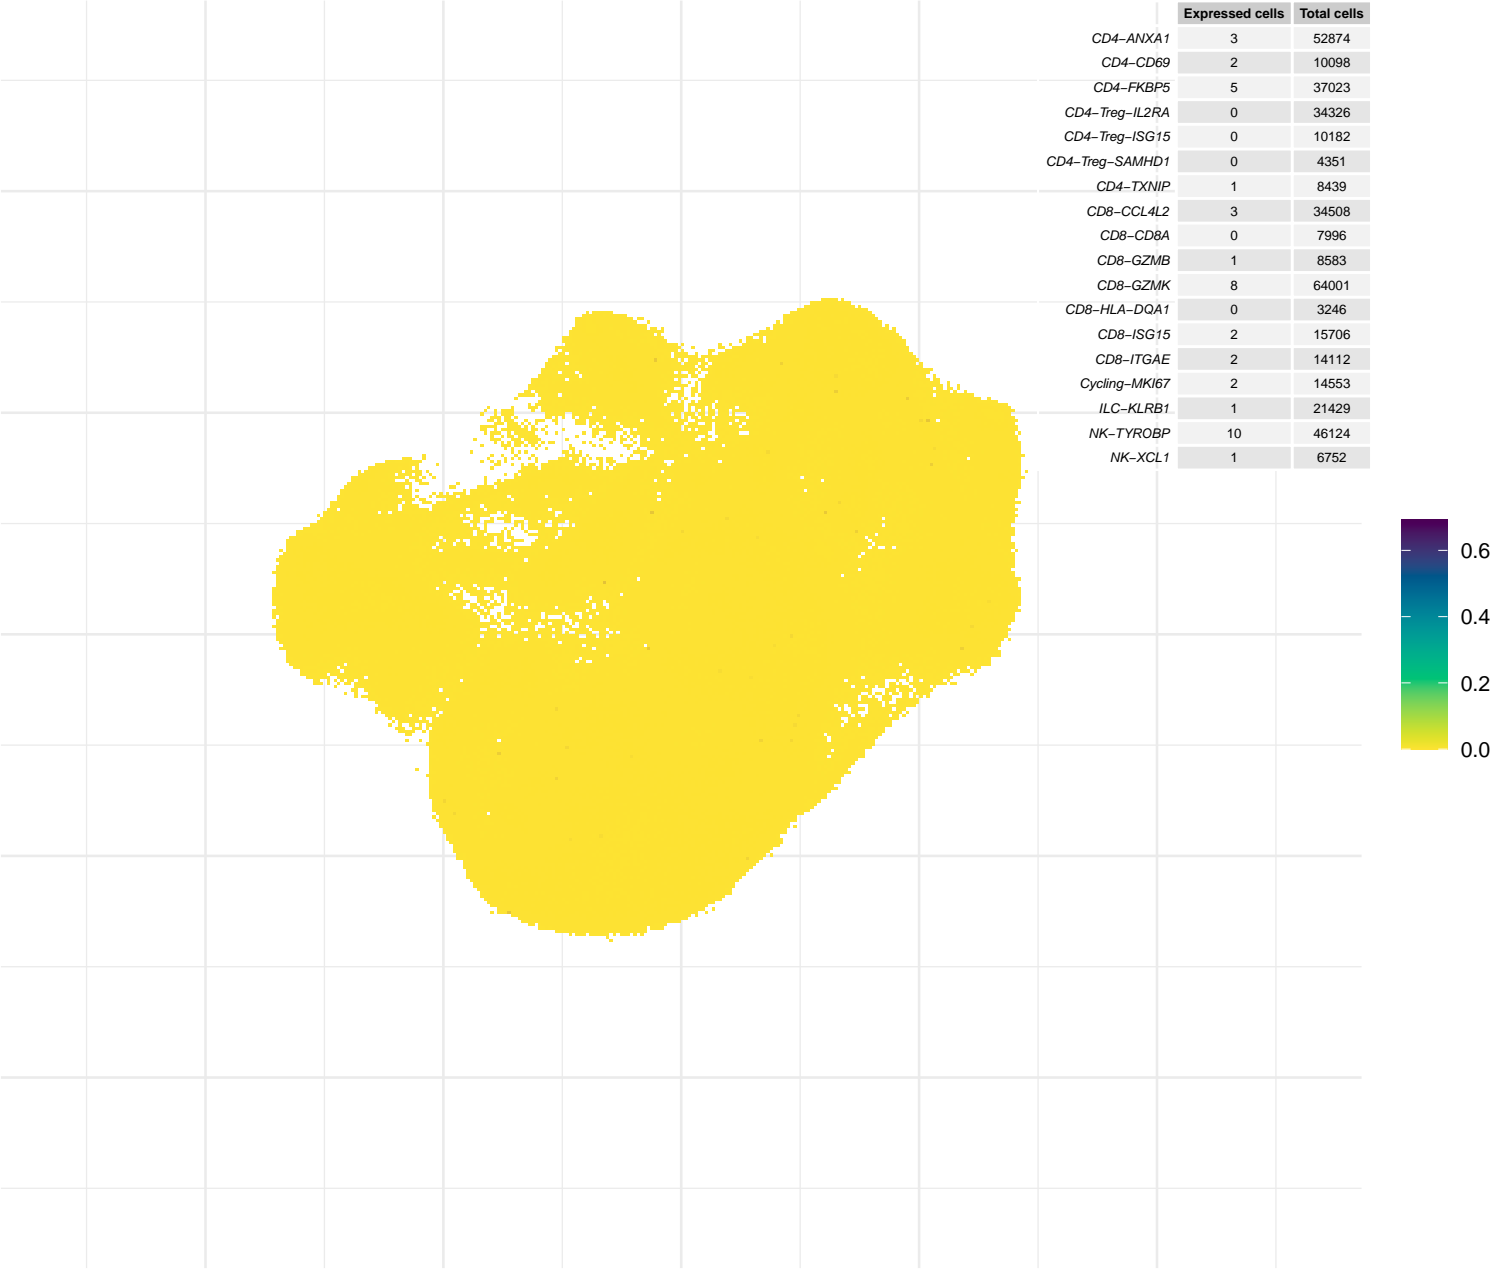 Expressed cells Total cells
CD4−ANXA1 3 52874
CD4−CD69 2 10098
CD4−FKBP5 5 37023
CD4−Treg−IL2RA 0 34326
CD4−Treg−ISG15 0 10182
CD4−Treg−SAMHD1 0 4351
CD4−TXNIP 1 8439
CD8−CCL4L2 3 34508
CD8−CD8A 0 7996
CD8−GZMB 1 8583
CD8−GZMK 8 64001
CD8−HLA−DQA1 0 3246
CD8−ISG15 2 15706
CD8−ITGAE 2 14112
Cycling−MKI67 2 14553
ILC−KLRB1 1 21429
NK−TYROBP 10 46124
NK−XCL1 1 6752
0.6
0.4
0.2
0.0